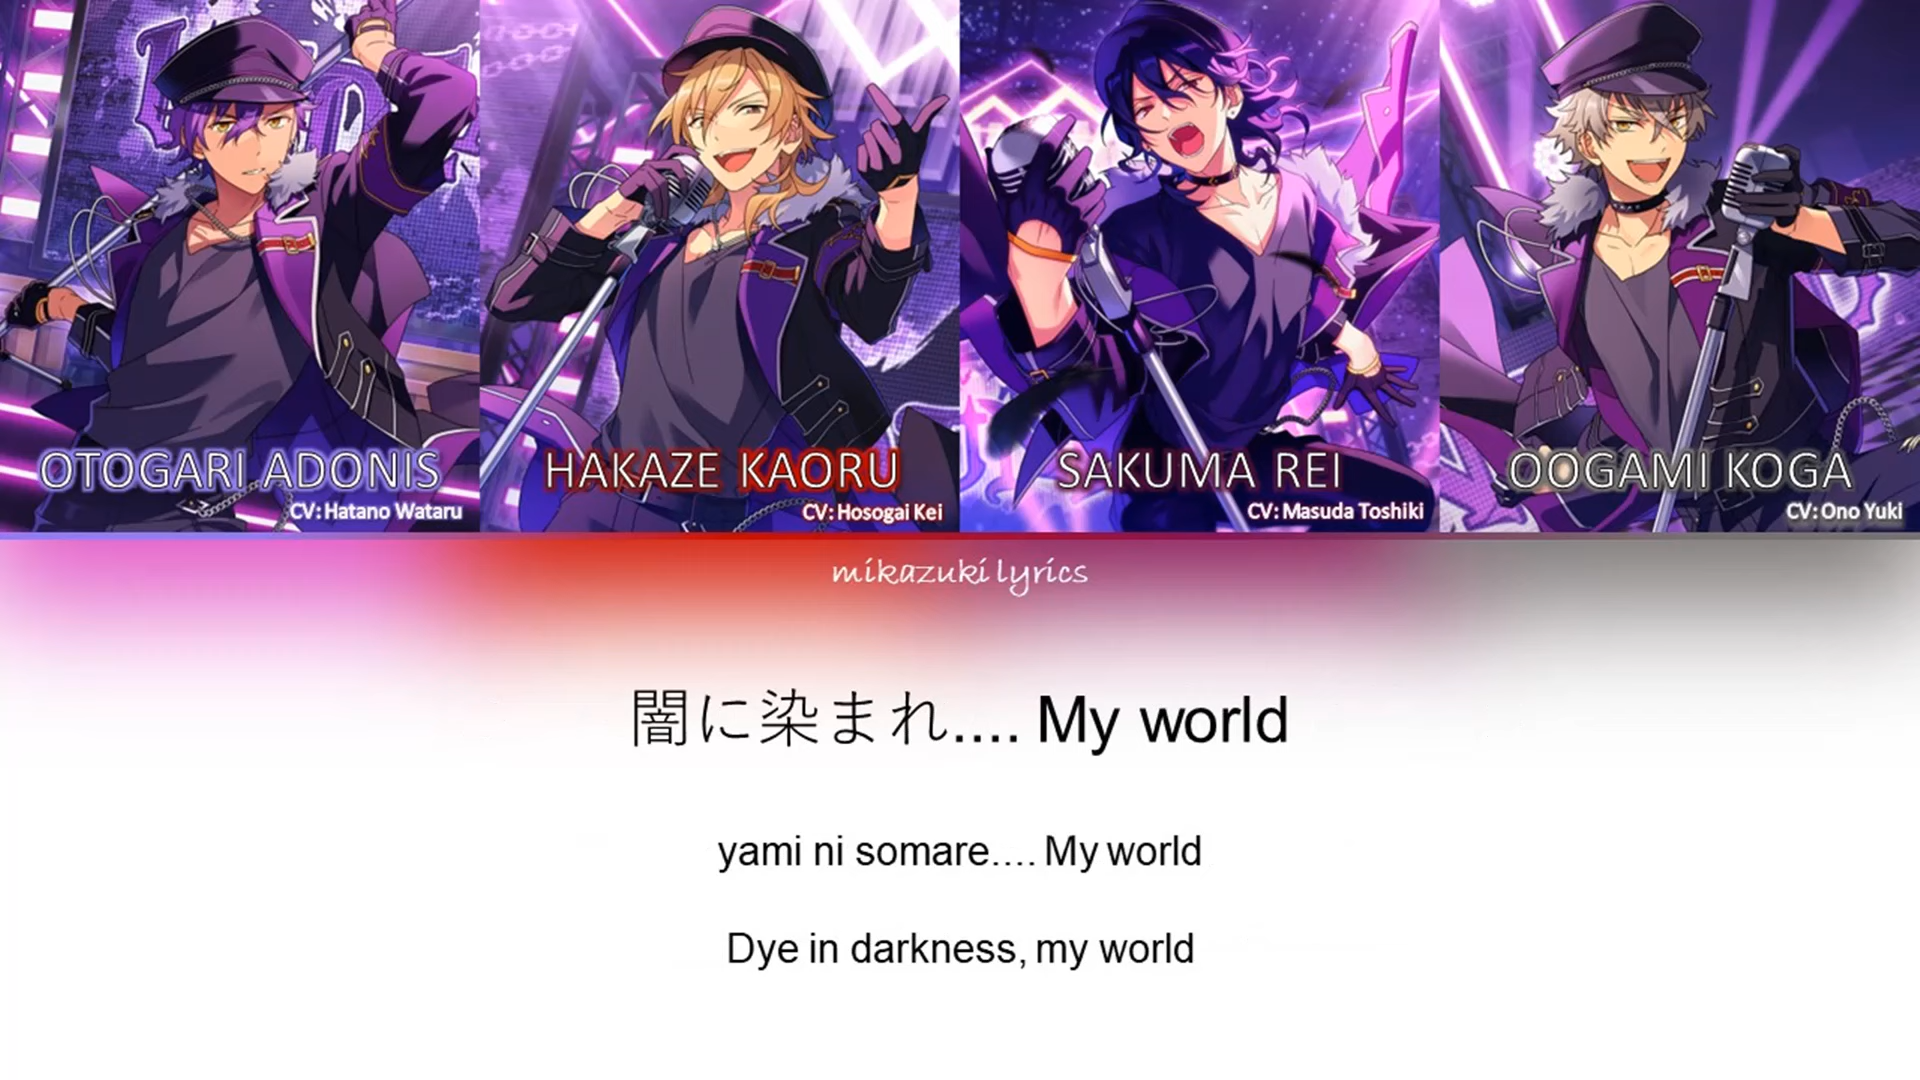 OTOGARI ADONIS
CV: Hatano Wataru
HAKAZE KAORU
CV: Hosogai Kei
SAKUMA REI
CV: Masuda Toshiki
OOGAMI KOGA
CV: Ono Yuki
mikazuki lyrics
闇に染まれ.... My world
yami ni somare.... My world
Dye in darkness, my world